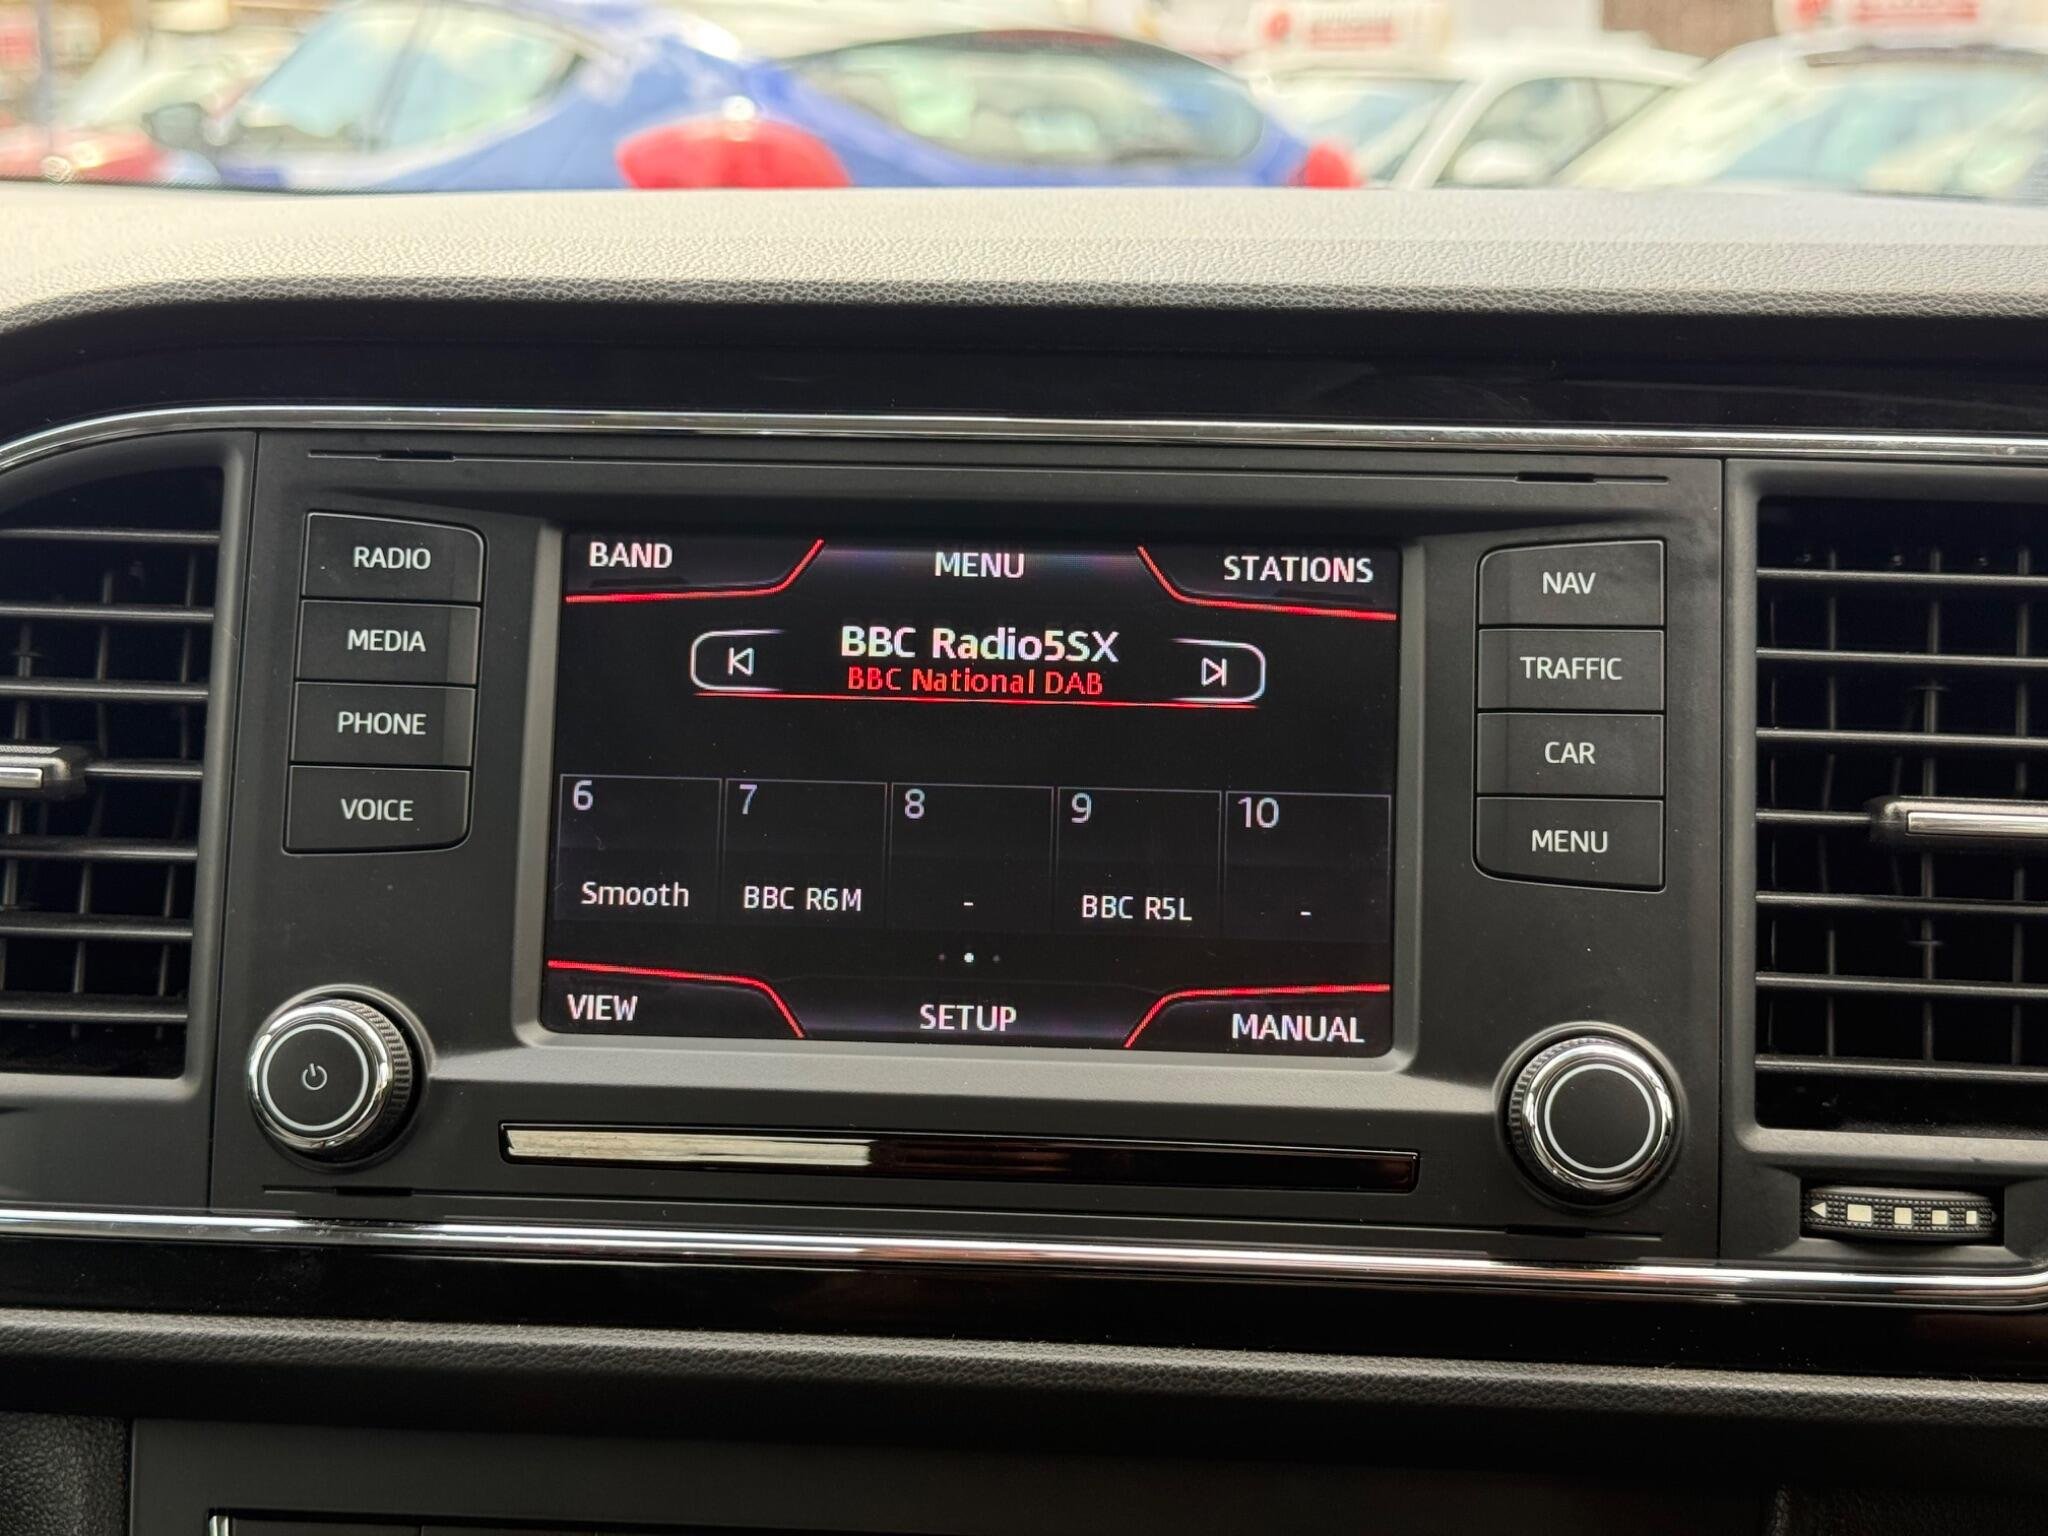 RADIO
MEDIA
PHONE
VOICE
BAND
MENU
STATIONS
BBC Radio5SX
BBC National DAB
6
7
8
9
10
Smooth
BBC R6M
-
BBC R5L
-
VIEW
SETUP
MANUAL
NAV
TRAFFIC
CAR
MENU